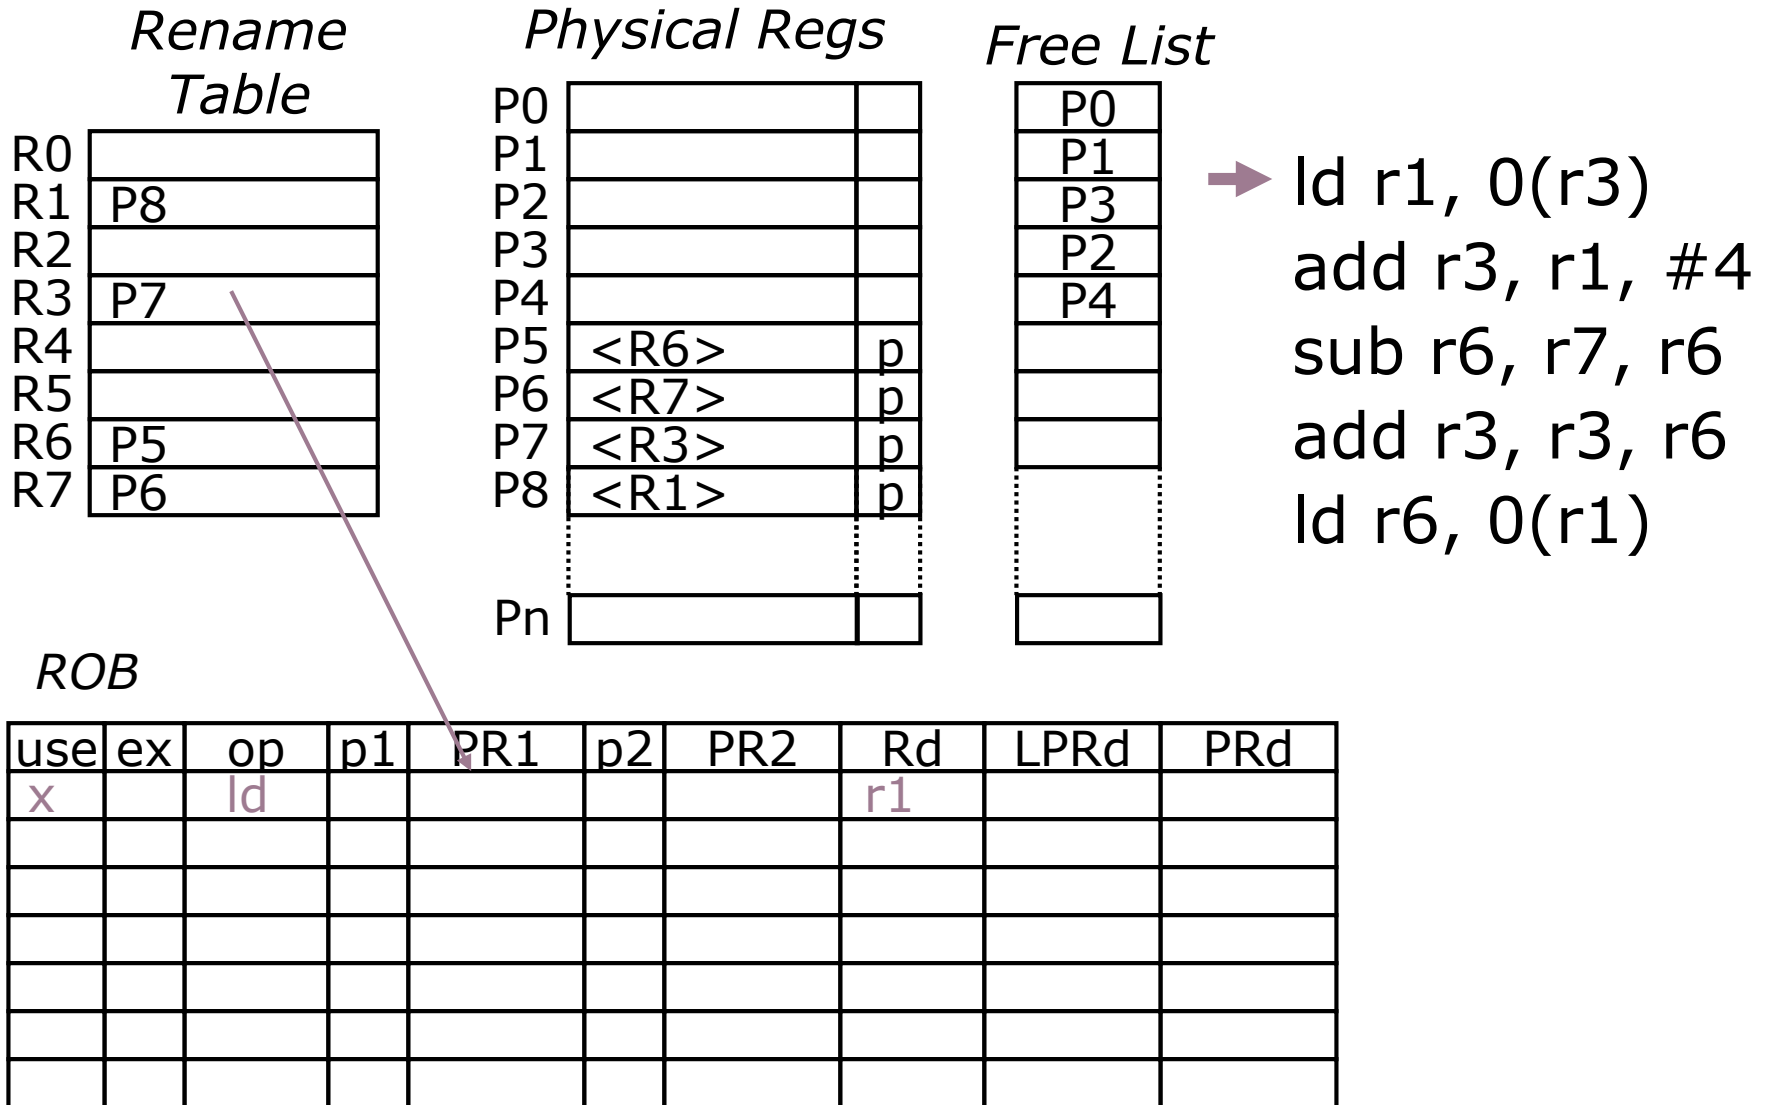 Rename Table
R0
R1 P8
R2
R3 P7
R4
R5
R6 P5
R7 P6
Physical Regs
P0
P1
P2
P3
P4
P5 <R6> p
P6 <R7> p
P7 <R3> p
P8 <R1> p
Pn
Free List
P0
P1
P3
P2
P4
ld r1, 0(r3)
add r3, r1, #4
sub r6, r7, r6
add r3, r3, r6
ld r6, 0(r1)
ROB
use ex op p1 PR1 p2 PR2 Rd LPRd PRd
x ld r1